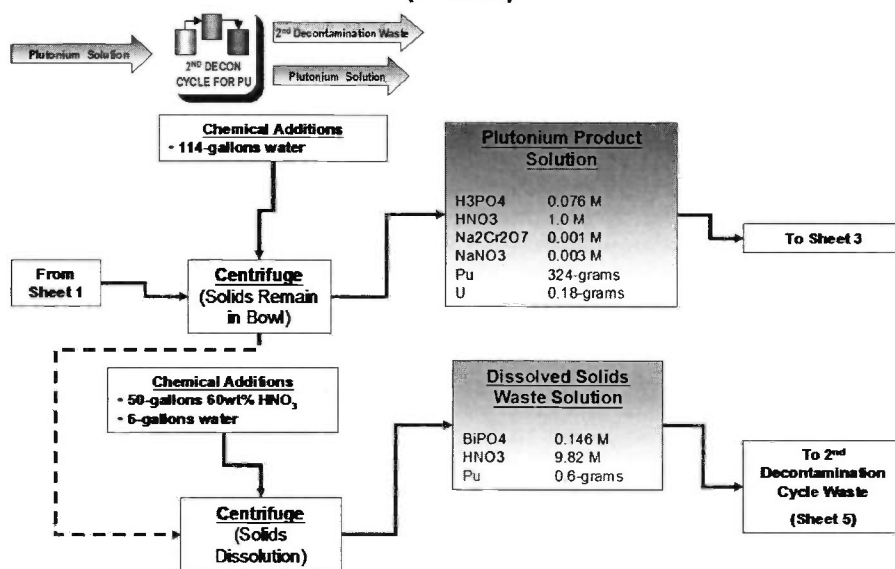 2nd Decontamination Waste
Plutonium Solution
2ND DECON
CYCLE FOR PU
Plutonium Solution
Chemical Additions
- 114-gallons water
Plutonium Product
Solution
H3PO4 0.076 M
HNO3 1.0 M
Na2Cr2O7 0.001 M
NaNO3 0.003 M
Pu 324-grams
U 0.18-grams
To Sheet 3
From
Sheet 1
Centrifuge
(Solids Remain
in Bowl)
Chemical Additions
- 50-gallons 60wt% HNO3
- 6-gallons water
Dissolved Solids
Waste Solution
BiPO4 0.146 M
HNO3 9.82 M
Pu 0.6-grams
To 2nd
Decontamination
Cycle Waste
(Sheet 5)
Centrifuge
(Solids
Dissolution)